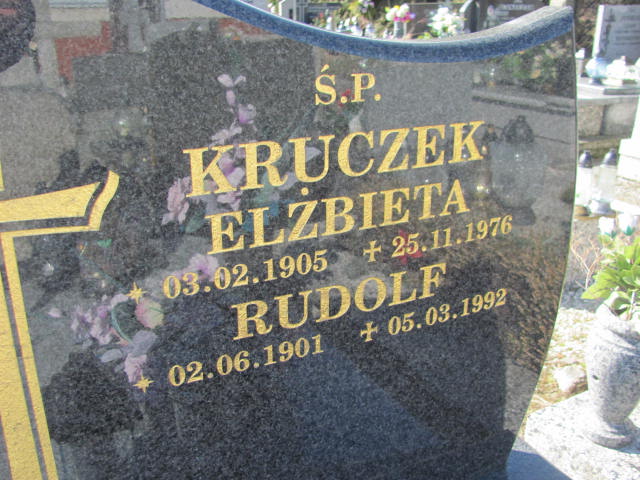 Ś.P.
KRUCZEK
ELŻBIETA
03.02.1905 25.11.1976
RUDOLF
02.06.1901 05.03.1992